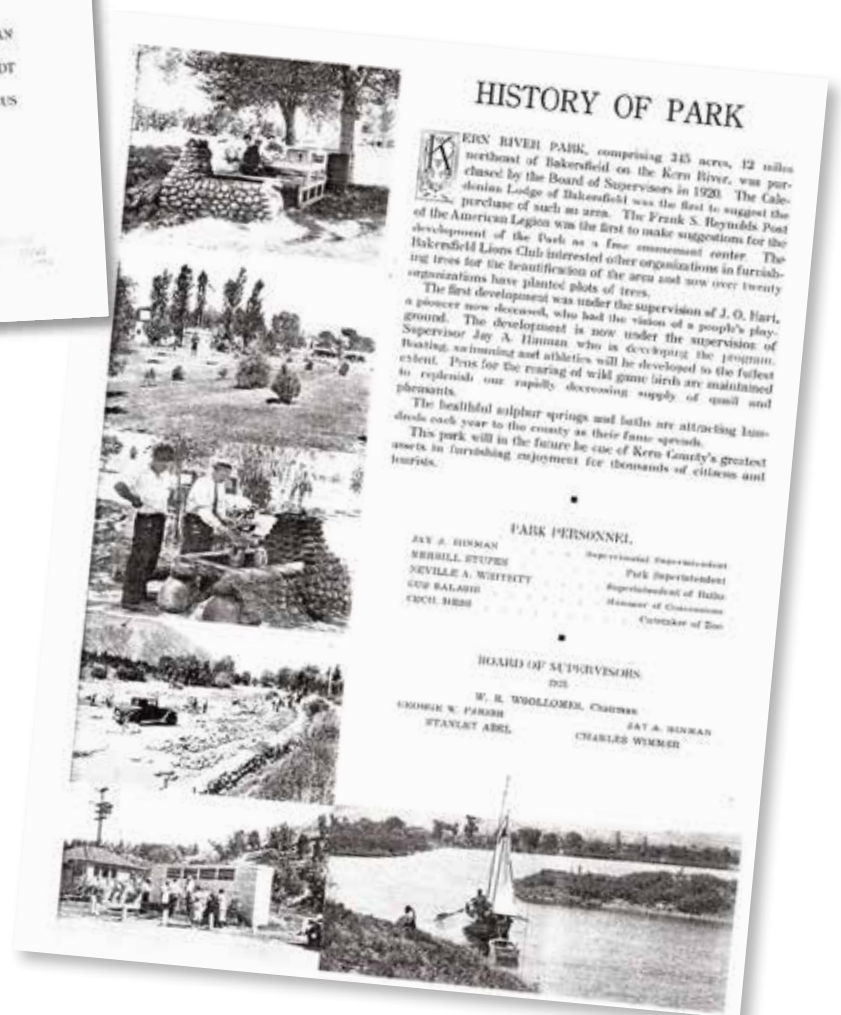 AN
DT
US
HISTORY OF PARK
KERN RIVER PARK, comprising 345 acres, 12 miles
northeast of Bakersfield on the Kern River, was pur-
chased by the Board of Supervisors in 1920. The Cale-
donian Lodge of Bakersfield was the first to suggest the
purchase of such an area. The Frank S. Reynolds Post
of the American Legion was the first to make suggestions for the
development of the Park as a free amusement center. The
Bakersfield Lions Club interested other organizations in furnish-
ing trees for the beautification of the area and now over twenty
organizations have planted plots of trees.
The first development was under the supervision of J. O. Hart,
a pioneer now deceased, who had the vision of a people's play-
ground. The development is now under the supervision of
Supervisor Jay A. Hinman who is developing the program.
Boating, swimming and athletics will be developed to the fullest
extent. Pens for the rearing of wild game birds are maintained
to replenish our rapidly decreasing supply of quail and
pheasants.
The healthful sulphur springs and baths are attracting hun-
dreds each year to the county as their fame spreads.
This park will in the future be one of Kern County's greatest
assets in furnishing enjoyment for thousands of citizens and
tourists.
PARK PERSONNEL
JAY HINMAN Superintendent
MERRILL Park Superintendent
NEVILLE A. Superintendent of Baths
GUS Manager of Concessions
CECIL HESS Caretaker of Zoo
BOARD OF SUPERVISORS
W. R. WOOLLOMES, Chairman
GEORGE W. PARISH JAY A. HINMAN
STANLEY ABEL CHARLES WIMMER